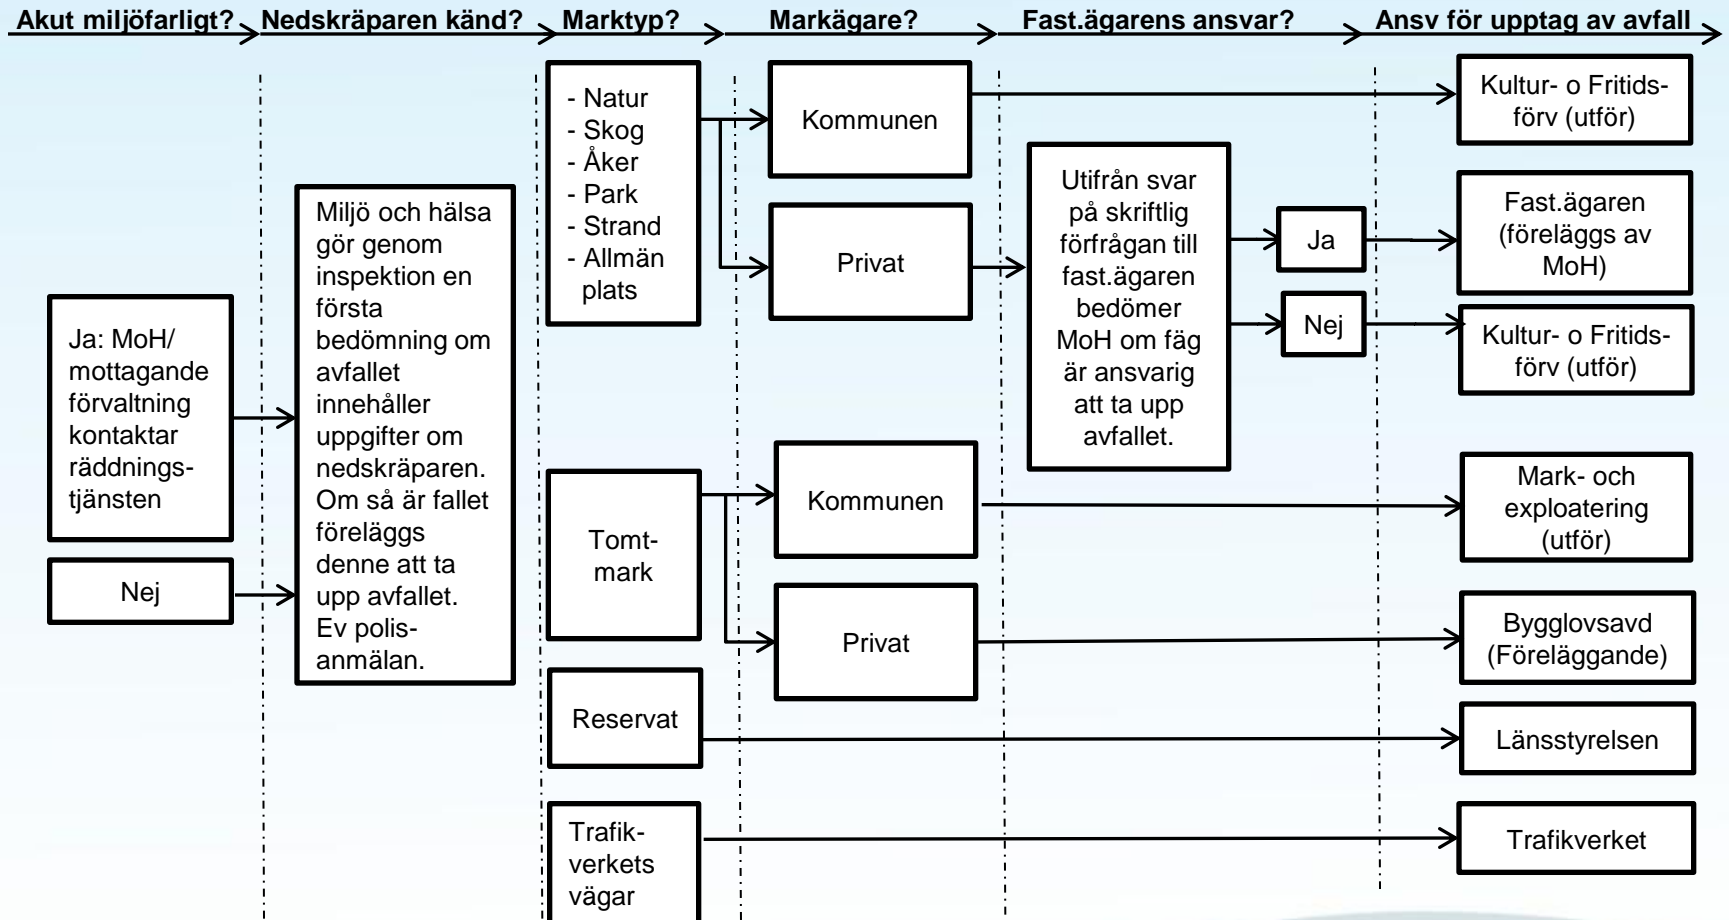 Akut miljöfarligt?
Nedskräparen känd?
Marktyp?
Markägare?
Fast.ägarens ansvar?
Ansv för upptag av avfall
Ja: MoH/
mottagande
förvaltning
kontaktar
räddnings-
tjänsten
Nej
Miljö och hälsa
gör genom
inspektion en
första
bedömning om
avfallet
innehåller
uppgifter om
nedskräparen.
Om så är fallet
föreläggs
denne att ta
upp avfallet.
Ev polis-
anmälan.
- Natur
- Skog
- Åker
- Park
- Strand
- Allmän
plats
Tomt-
mark
Reservat
Trafik-
verkets
vägar
Kommunen
Privat
Kommunen
Privat
Utifrån svar
på skriftlig
förfrågan till
fast.ägaren
bedömer
MoH om fäg
är ansvarig
att ta upp
avfallet.
Ja
Nej
Kultur- o Fritids-
förv (utför)
Fast.ägaren
(föreläggs av
MoH)
Kultur- o Fritids-
förv (utför)
Mark- och
exploatering
(utför)
Bygglovsavd
(Föreläggande)
Länsstyrelsen
Trafikverket